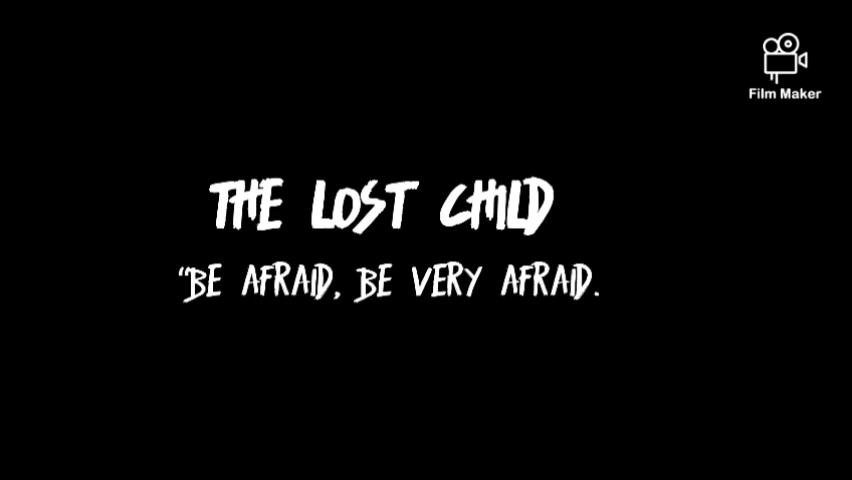 Film Maker
THE LOST CHILD
“BE AFRAID, BE VERY AFRAID.